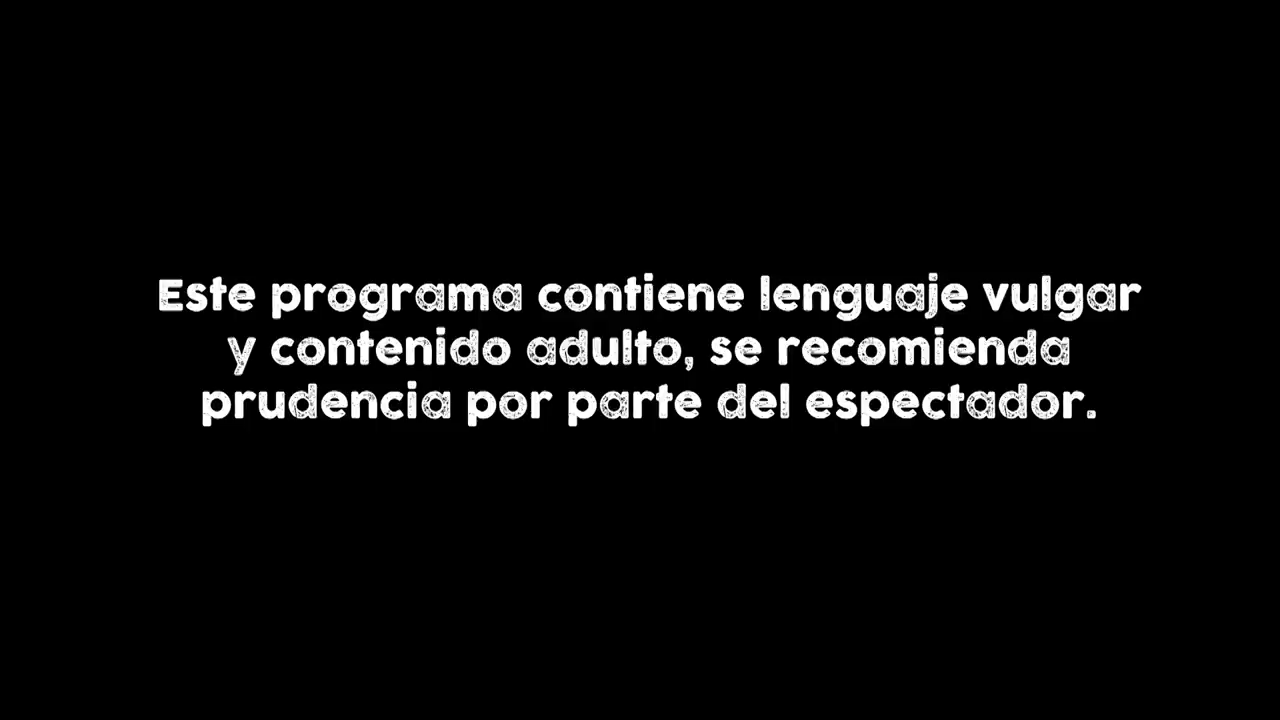 Este programa contiene lenguaje vulgar
y contenido adulto, se recomienda
prudencia por parte del espectador.